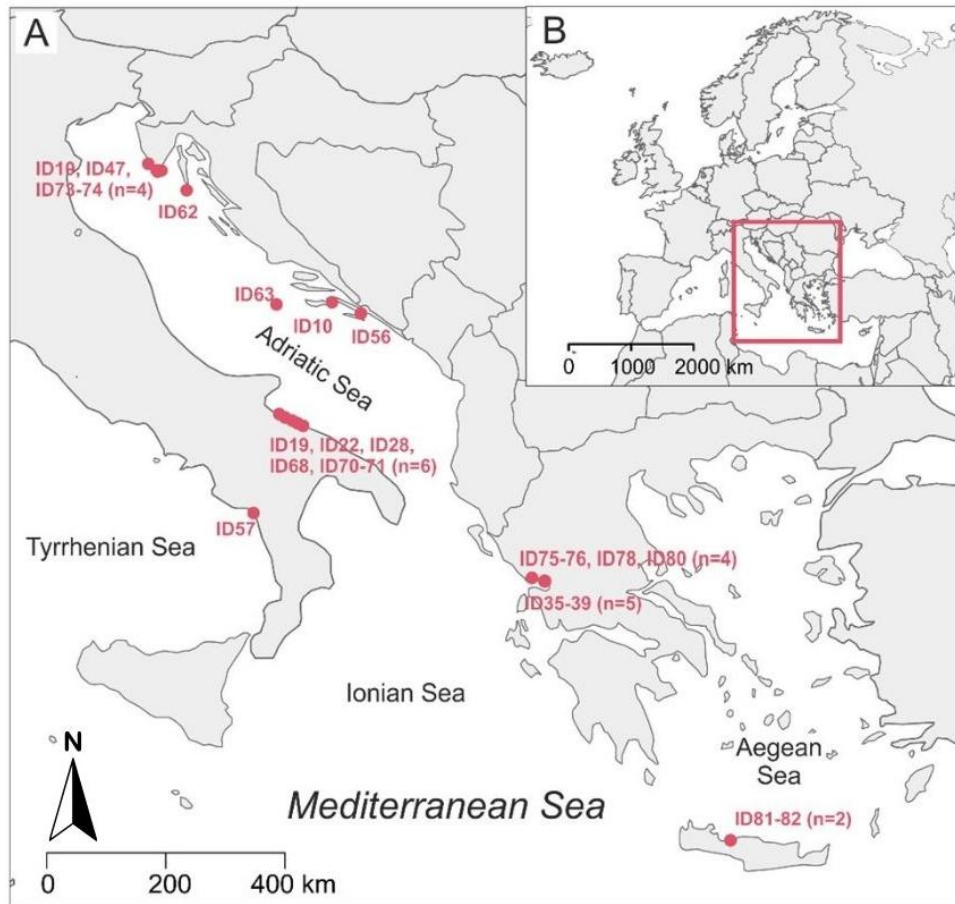 A
B
ID19, ID47,
ID73-74 (n=4)
ID62
ID63
ID10
ID56
Adriatic Sea
0 1000 2000 km
ID19, ID22, ID28,
ID68, ID70-71 (n=6)
ID57
Tyrrhenian Sea
ID75-76, ID78, ID80 (n=4)
ID35-39 (n=5)
Ionian Sea
Aegean
Sea
N
Mediterranean Sea
ID81-82 (n=2)
0 200 400 km